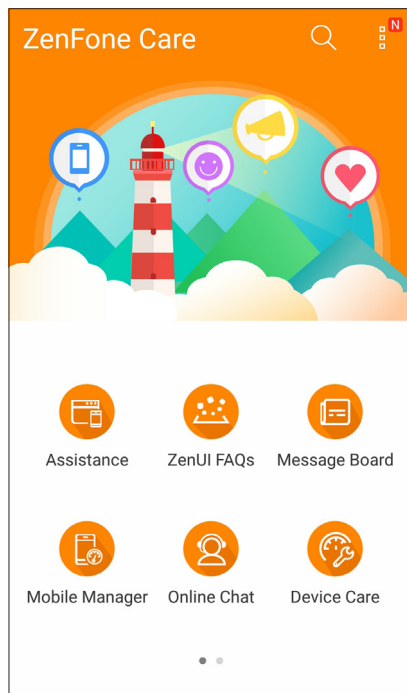 ZenFone Care
N
Assistance ZenUI FAQs Message Board
Mobile Manager Online Chat Device Care